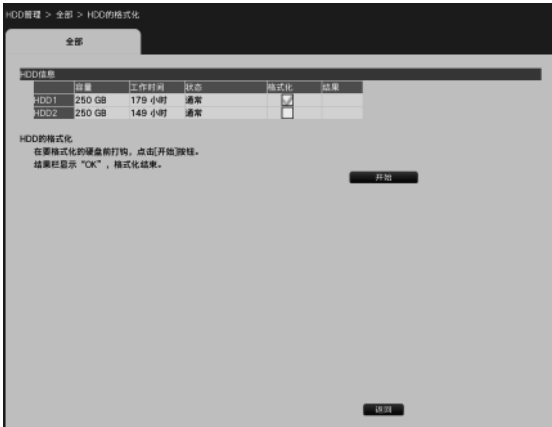 HDD管理 > 全部 > HDD的格式化
全部
HDD信息
容量 工作时间 状态 格式化 结果
HDD1 250 GB 179 小时 通常
HDD2 250 GB 149 小时 通常
HDD的格式化
在要格式化的硬盘前打钩，点击[开始]按钮。
结果栏显示“OK”，格式化结束。
开始
返回